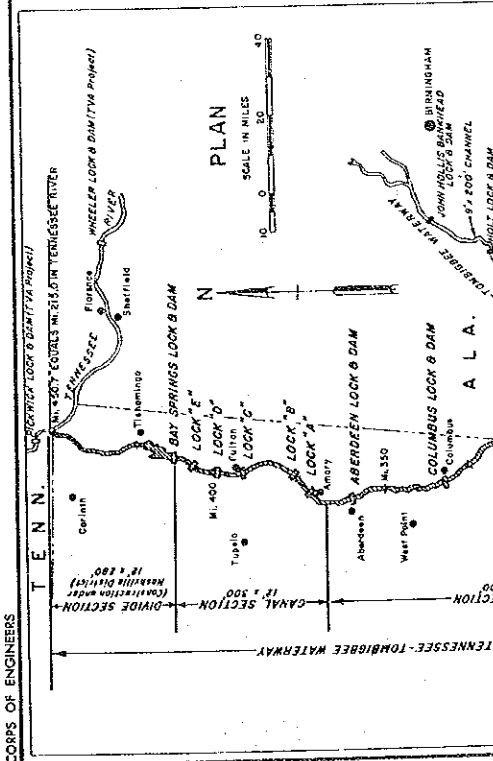 CORPS OF ENGINEERS
PICKWICK LOCK & DAM (TVA Project)
TENN.
Mi. 450.7 EQUALS Mi. 215.0 IN TENNESSEE RIVER
WHEELER LOCK & DAM (TVA Project)
TENNESSEE
RIVER
Florence
Sheffield
Corinth
Tishomingo
BAY SPRINGS LOCK & DAM
LOCK "E"
LOCK "D"
Mi. 400
Fulton
LOCK "C"
Tupelo
LOCK "B"
LOCK "A"
Amory
ABERDEEN LOCK & DAM
Aberdeen
Mi. 350
West Point
COLUMBUS LOCK & DAM
Columbus
ALA.
N
PLAN
SCALE IN MILES
10 0 20 40
BIRMINGHAM
JOHN HOLLIS BANKHEAD
LOCK & DAM
9' x 200' CHANNEL
HOLT LOCK & DAM
-TOMBIGBEE WATERWAY
DIVIDE SECTION
(Construction under
Nashville District)
12' x 280'
CANAL SECTION
12' x 300'
TENNESSEE-TOMBIGBEE WATERWAY